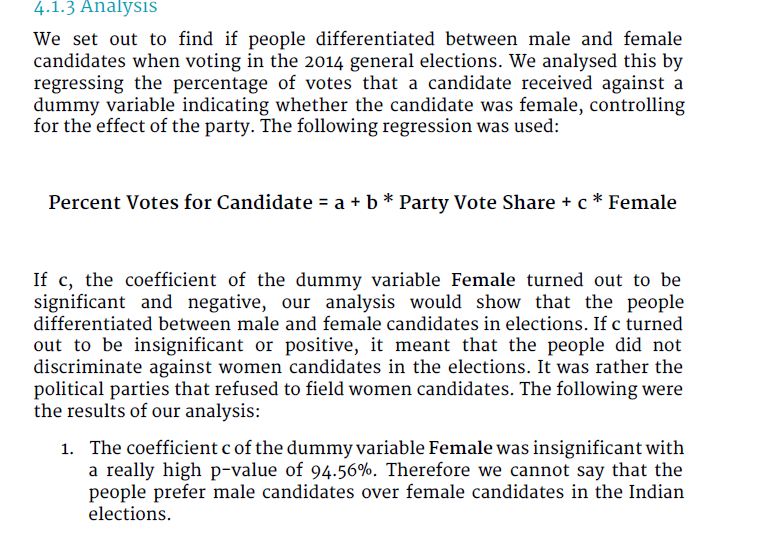 4.1.3 Analysis
We set out to find if people differentiated between male and female
candidates when voting in the 2014 general elections. We analysed this by
regressing the percentage of votes that a candidate received against a
dummy variable indicating whether the candidate was female, controlling
for the effect of the party. The following regression was used:
Percent Votes for Candidate = a + b * Party Vote Share + c * Female
If c, the coefficient of the dummy variable Female turned out to be
significant and negative, our analysis would show that the people
differentiated between male and female candidates in elections. If c turned
out to be insignificant or positive, it meant that the people did not
discriminate against women candidates in the elections. It was rather the
political parties that refused to field women candidates. The following were
the results of our analysis:
1. The coefficient c of the dummy variable Female was insignificant with
a really high p-value of 94.56%. Therefore we cannot say that the
people prefer male candidates over female candidates in the Indian
elections.